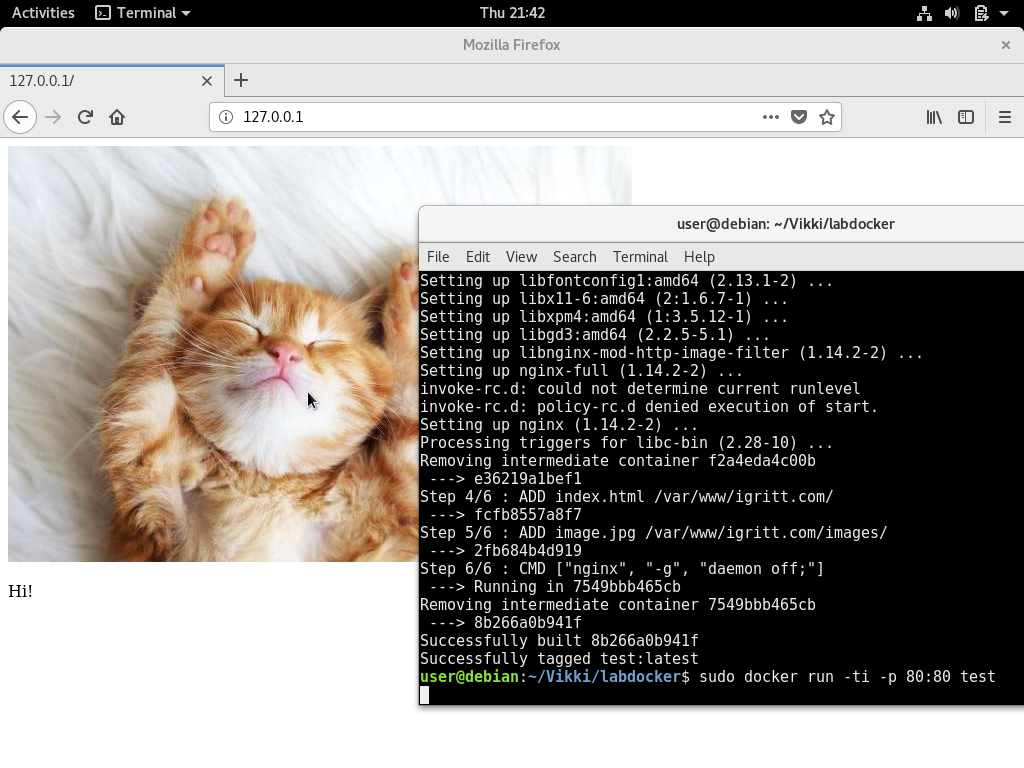 Activities Terminal Thu 21:42
Mozilla Firefox
127.0.0.1/
127.0.0.1
Hi!
user@debian: ~/Vikki/labdocker
File Edit View Search Terminal Help
Setting up libfontconfig1:amd64 (2.13.1-2) ...
Setting up libx11-6:amd64 (2:1.6.7-1) ...
Setting up libxpm4:amd64 (1:3.5.12-1) ...
Setting up libgd3:amd64 (2.2.5-5.1) ...
Setting up libnginx-mod-http-image-filter (1.14.2-2) ...
Setting up nginx-full (1.14.2-2) ...
invoke-rc.d: could not determine current runlevel
invoke-rc.d: policy-rc.d denied execution of start.
Setting up nginx (1.14.2-2) ...
Processing triggers for libc-bin (2.28-10) ...
Removing intermediate container f2a4eda4c00b
 ---> e36219a1bef1
Step 4/6 : ADD index.html /var/www/igritt.com/
 ---> fcfb8557a8f7
Step 5/6 : ADD image.jpg /var/www/igritt.com/images/
 ---> 2fb684b4d919
Step 6/6 : CMD ["nginx", "-g", "daemon off;"]
 ---> Running in 7549bbb465cb
Removing intermediate container 7549bbb465cb
 ---> 8b266a0b941f
Successfully built 8b266a0b941f
Successfully tagged test:latest
user@debian:~/Vikki/labdocker$ sudo docker run -ti -p 80:80 test